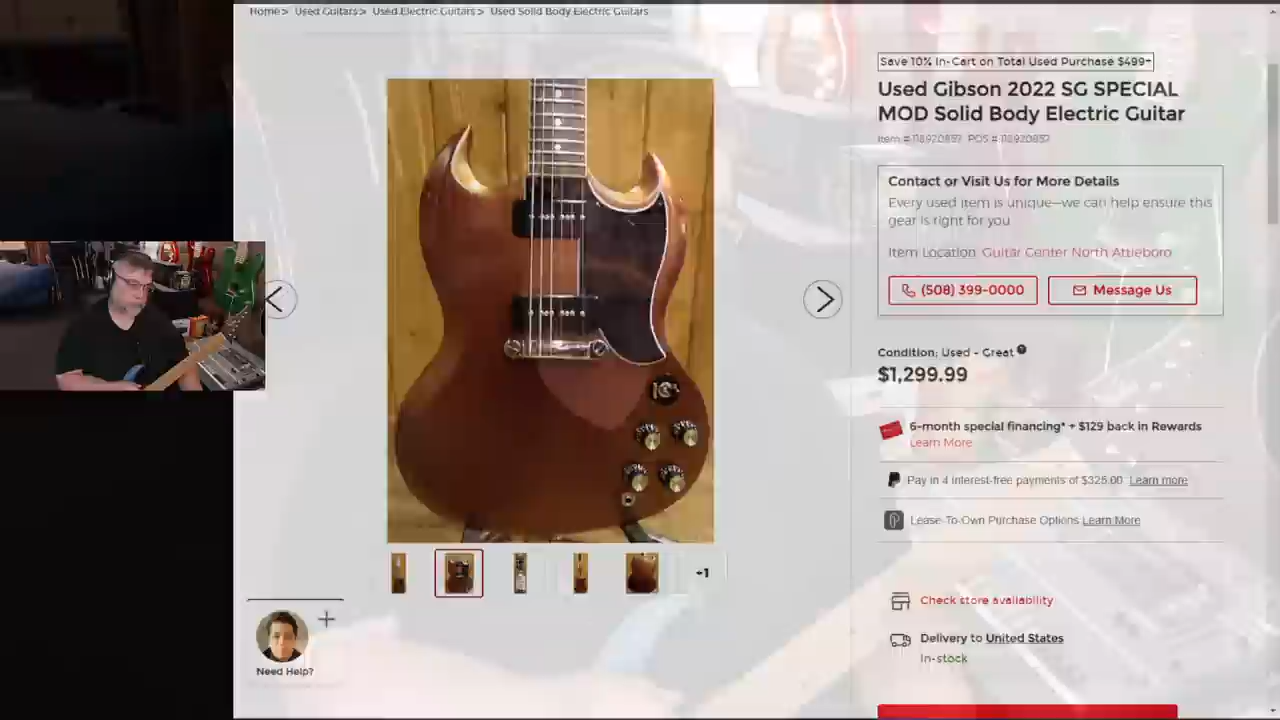 Home> Used Guitars> Used Electric Guitars> Used Solid Body Electric Guitars
Save 10% In-Cart on Total Used Purchase $499+
Used Gibson 2022 SG SPECIAL
MOD Solid Body Electric Guitar
Item #:118920857 POS #:118920857
Contact or Visit Us for More Details
Every used item is unique—we can help ensure this
gear is right for you
Item Location: Guitar Center North Attleboro
(508) 399-0000
Message Us
Condition: Used - Great
$1,299.99
6-month special financing* + $129 back in Rewards
Learn More
Pay in 4 interest-free payments of $325.00 Learn more
Lease-To-Own Purchase Options Learn More
+1
Check store availability
Delivery to United States
In-stock
Need Help?